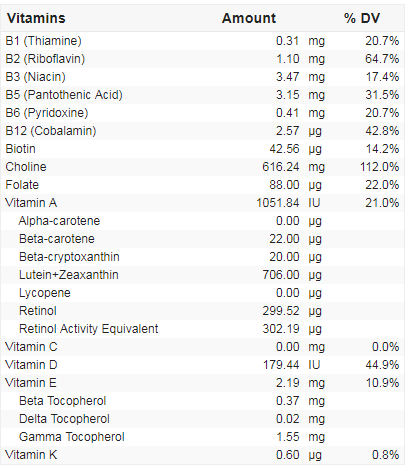 Vitamins Amount % DV
B1 (Thiamine) 0.31 mg 20.7%
B2 (Riboflavin) 1.10 mg 64.7%
B3 (Niacin) 3.47 mg 17.4%
B5 (Pantothenic Acid) 3.15 mg 31.5%
B6 (Pyridoxine) 0.41 mg 20.7%
B12 (Cobalamin) 2.57 µg 42.8%
Biotin 42.56 µg 14.2%
Choline 616.24 mg 112.0%
Folate 88.00 µg 22.0%
Vitamin A 1051.84 IU 21.0%
Alpha-carotene 0.00 µg
Beta-carotene 22.00 µg
Beta-cryptoxanthin 20.00 µg
Lutein+Zeaxanthin 706.00 µg
Lycopene 0.00 µg
Retinol 299.52 µg
Retinol Activity Equivalent 302.19 µg
Vitamin C 0.00 mg 0.0%
Vitamin D 179.44 IU 44.9%
Vitamin E 2.19 mg 10.9%
Beta Tocopherol 0.37 mg
Delta Tocopherol 0.02 mg
Gamma Tocopherol 1.55 mg
Vitamin K 0.60 µg 0.8%